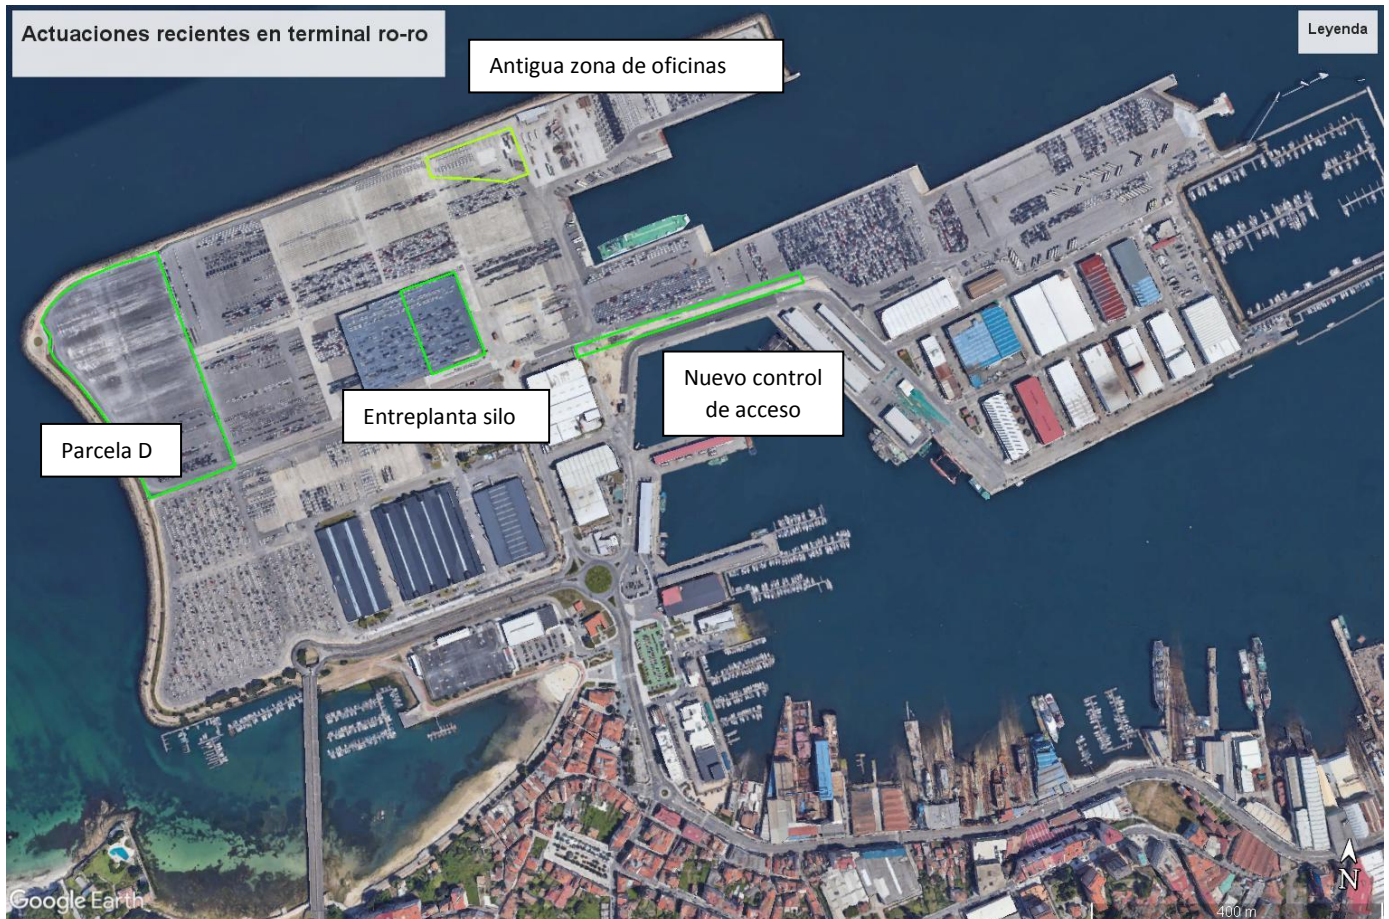 Actuaciones recientes en terminal ro-ro
Leyenda
Antigua zona de oficinas
Nuevo control
de acceso
Entreplanta silo
Parcela D
Google Earth
N
400 m